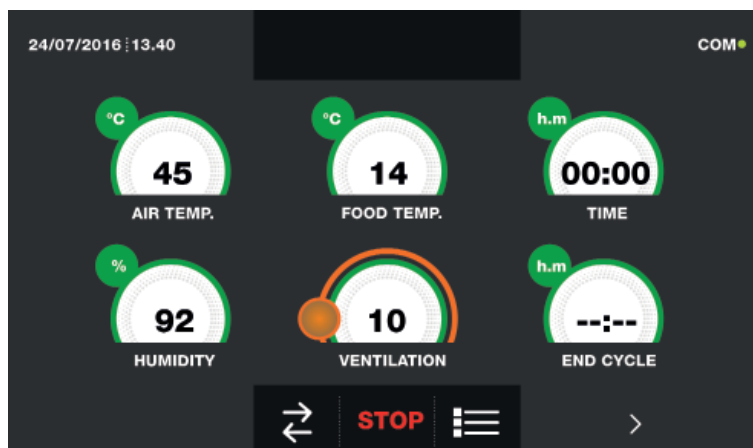 24/07/2016 13.40
COM
°C
°C
h.m
45
14
00:00
AIR TEMP.
FOOD TEMP.
TIME
%
h.m
92
10
--:--
HUMIDITY
VENTILATION
END CYCLE
STOP